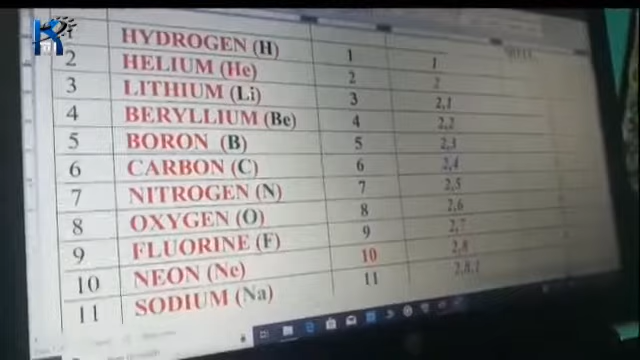 HYDROGEN (H) 1 1
2 HELIUM (He) 2 2
3 LITHIUM (Li) 3 2,1
4 BERYLLIUM (Be) 4 2,2
5 BORON (B) 5 2,3
6 CARBON (C) 6 2,4
7 NITROGEN (N) 7 2,5
8 OXYGEN (O) 8 2,6
9 FLUORINE (F) 9 2,7
10 NEON (Ne) 10 2,8
11 SODIUM (Na) 11 2,8,1